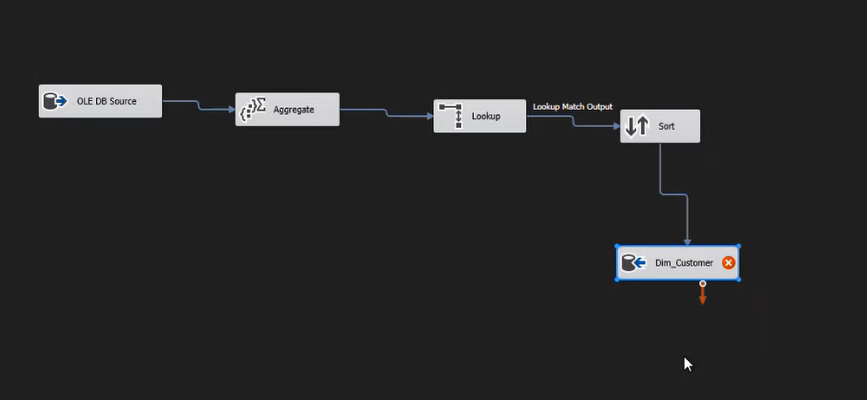 OLE DB Source
Aggregate
Lookup
Lookup Match Output
Sort
Dim_Customer